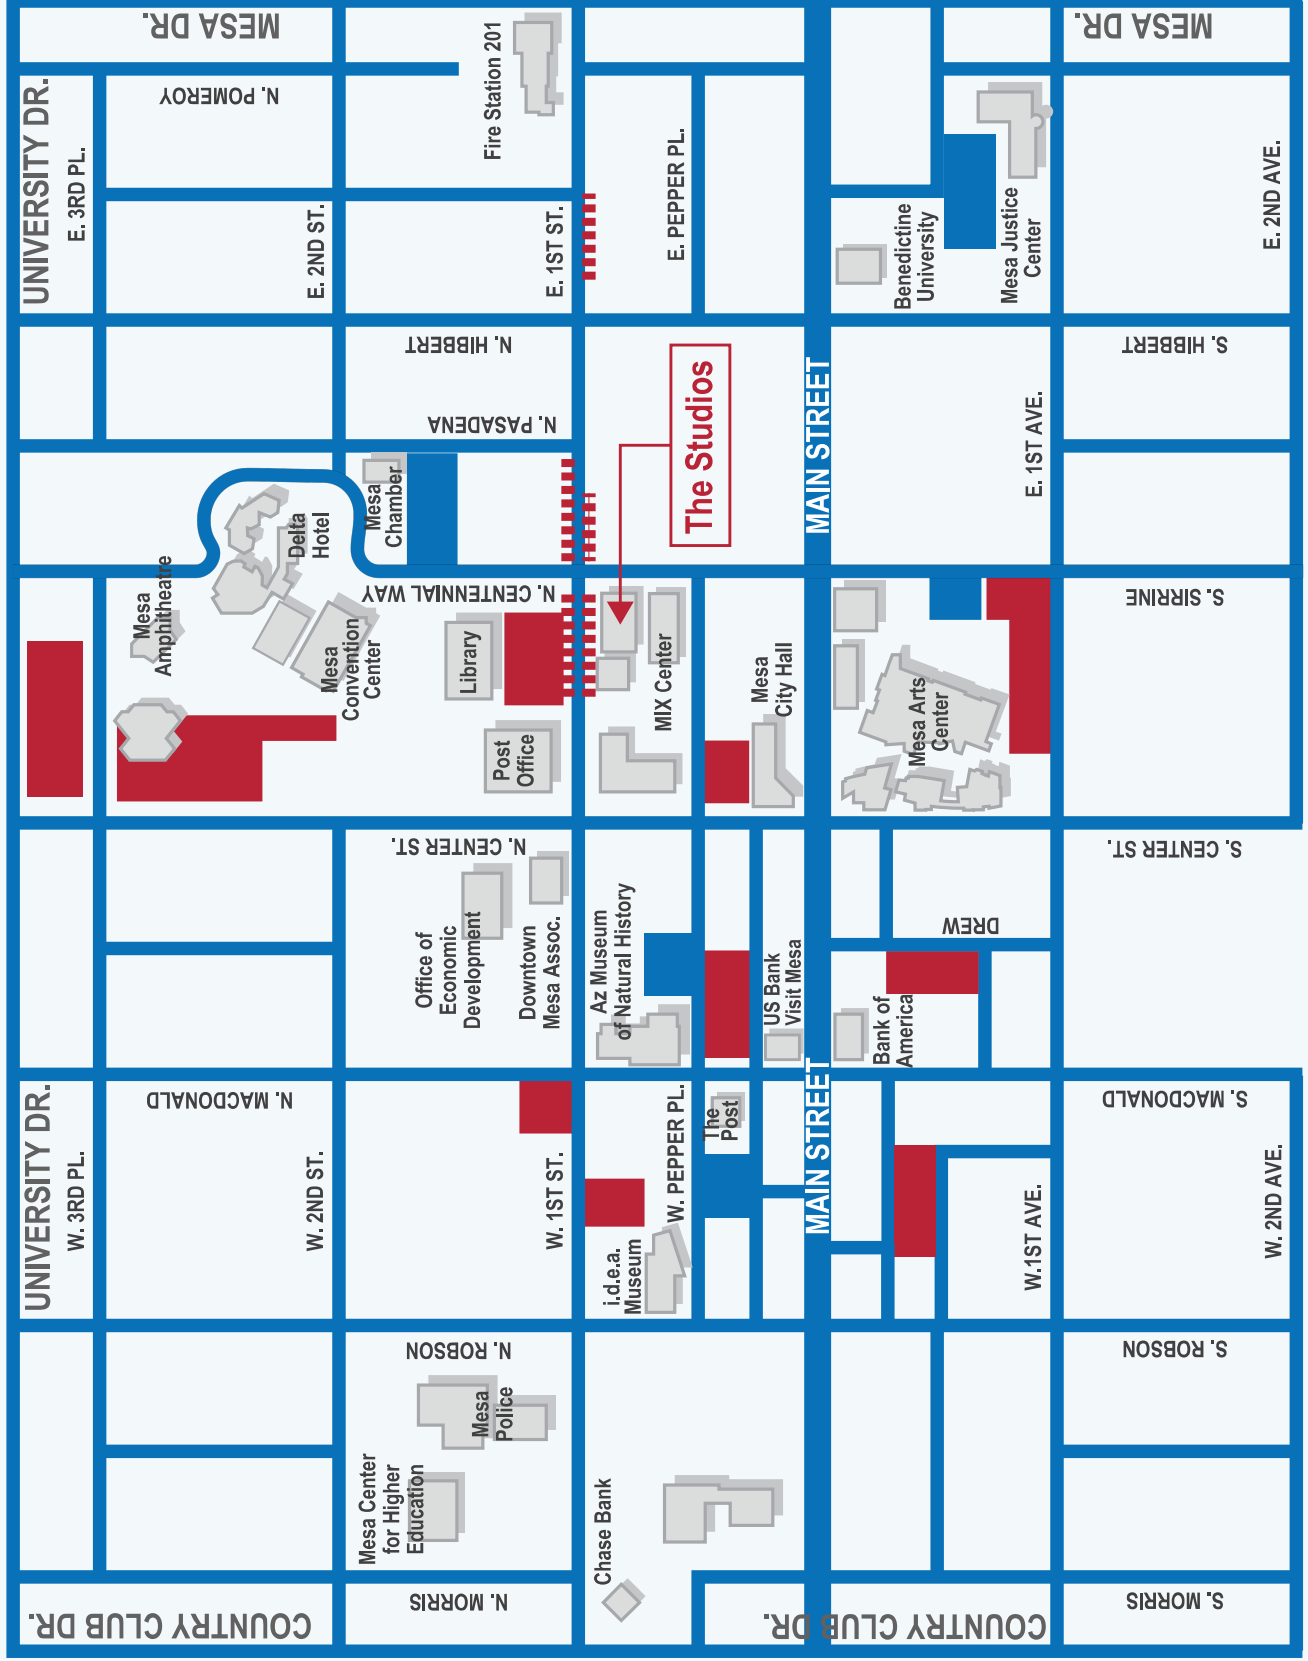 MESA DR.
MESA DR.
UNIVERSITY DR.
E. 3RD PL.
N. POMEROY
Fire Station 201
E. 2ND ST.
E. 1ST ST.
E. PEPPER PL.
Benedictine
University
Mesa Justice
Center
E. 2ND AVE.
N. HIBBERT
S. HIBBERT
N. PASADENA
The Studios
MAIN STREET
E. 1ST AVE.
Mesa
Chamber
Delta
Hotel
Mesa
Amphitheatre
N. CENTENNIAL WAY
S. SIRRINE
Mesa
Convention
Center
Library
MIX Center
Mesa
City Hall
Mesa Arts
Center
Post
Office
N. CENTER ST.
S. CENTER ST.
Office of
Economic
Development
Downtown
Mesa Assoc.
Az Museum
of Natural History
US Bank
Visit Mesa
DREW
Bank of
America
UNIVERSITY DR.
W. 3RD PL.
N. MACDONALD
S. MACDONALD
W. 2ND ST.
W. 1ST ST.
W. PEPPER PL.
The
Post
MAIN STREET
W.1ST AVE.
W. 2ND AVE.
i.d.e.a.
Museum
N. ROBSON
S. ROBSON
Mesa
Police
Mesa Center
for Higher
Education
Chase Bank
N. MORRIS
S. MORRIS
COUNTRY CLUB DR.
COUNTRY CLUB DR.